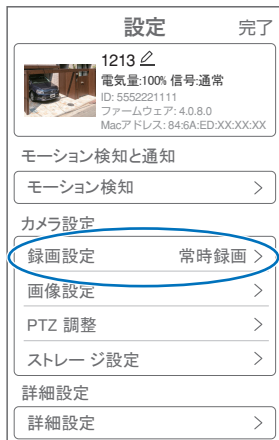 設定 完了
1213
電気量:100% 信号:通常
ID: 5552221111
ファームウェア: 4.0.8.0
Macアドレス: 84:6A:ED:XX:XX:XX
モーション検知と通知
モーション検知
カメラ設定
録画設定 常時録画
画像設定
PTZ 調整
ストレージ設定
詳細設定
詳細設定